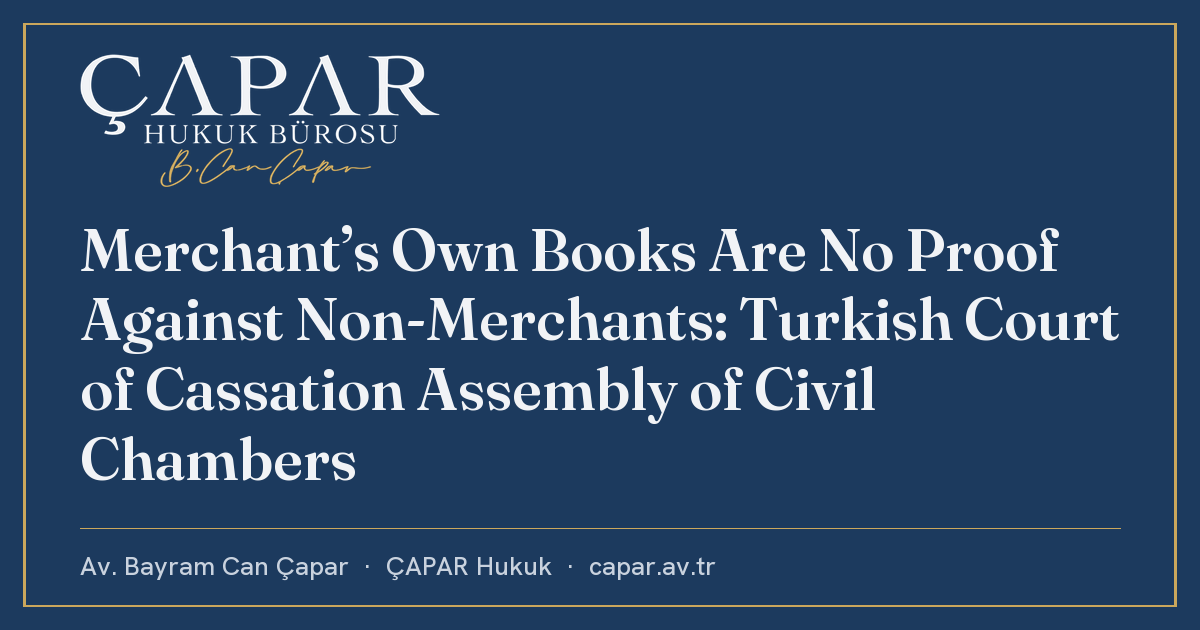 ÇAPAR
HUKUK BÜROSU
B.Can Çapar
Merchant’s Own Books Are No Proof
Against Non-Merchants: Turkish Court
of Cassation Assembly of Civil
Chambers
Av. Bayram Can Çapar · ÇAPAR Hukuk · capar.av.tr